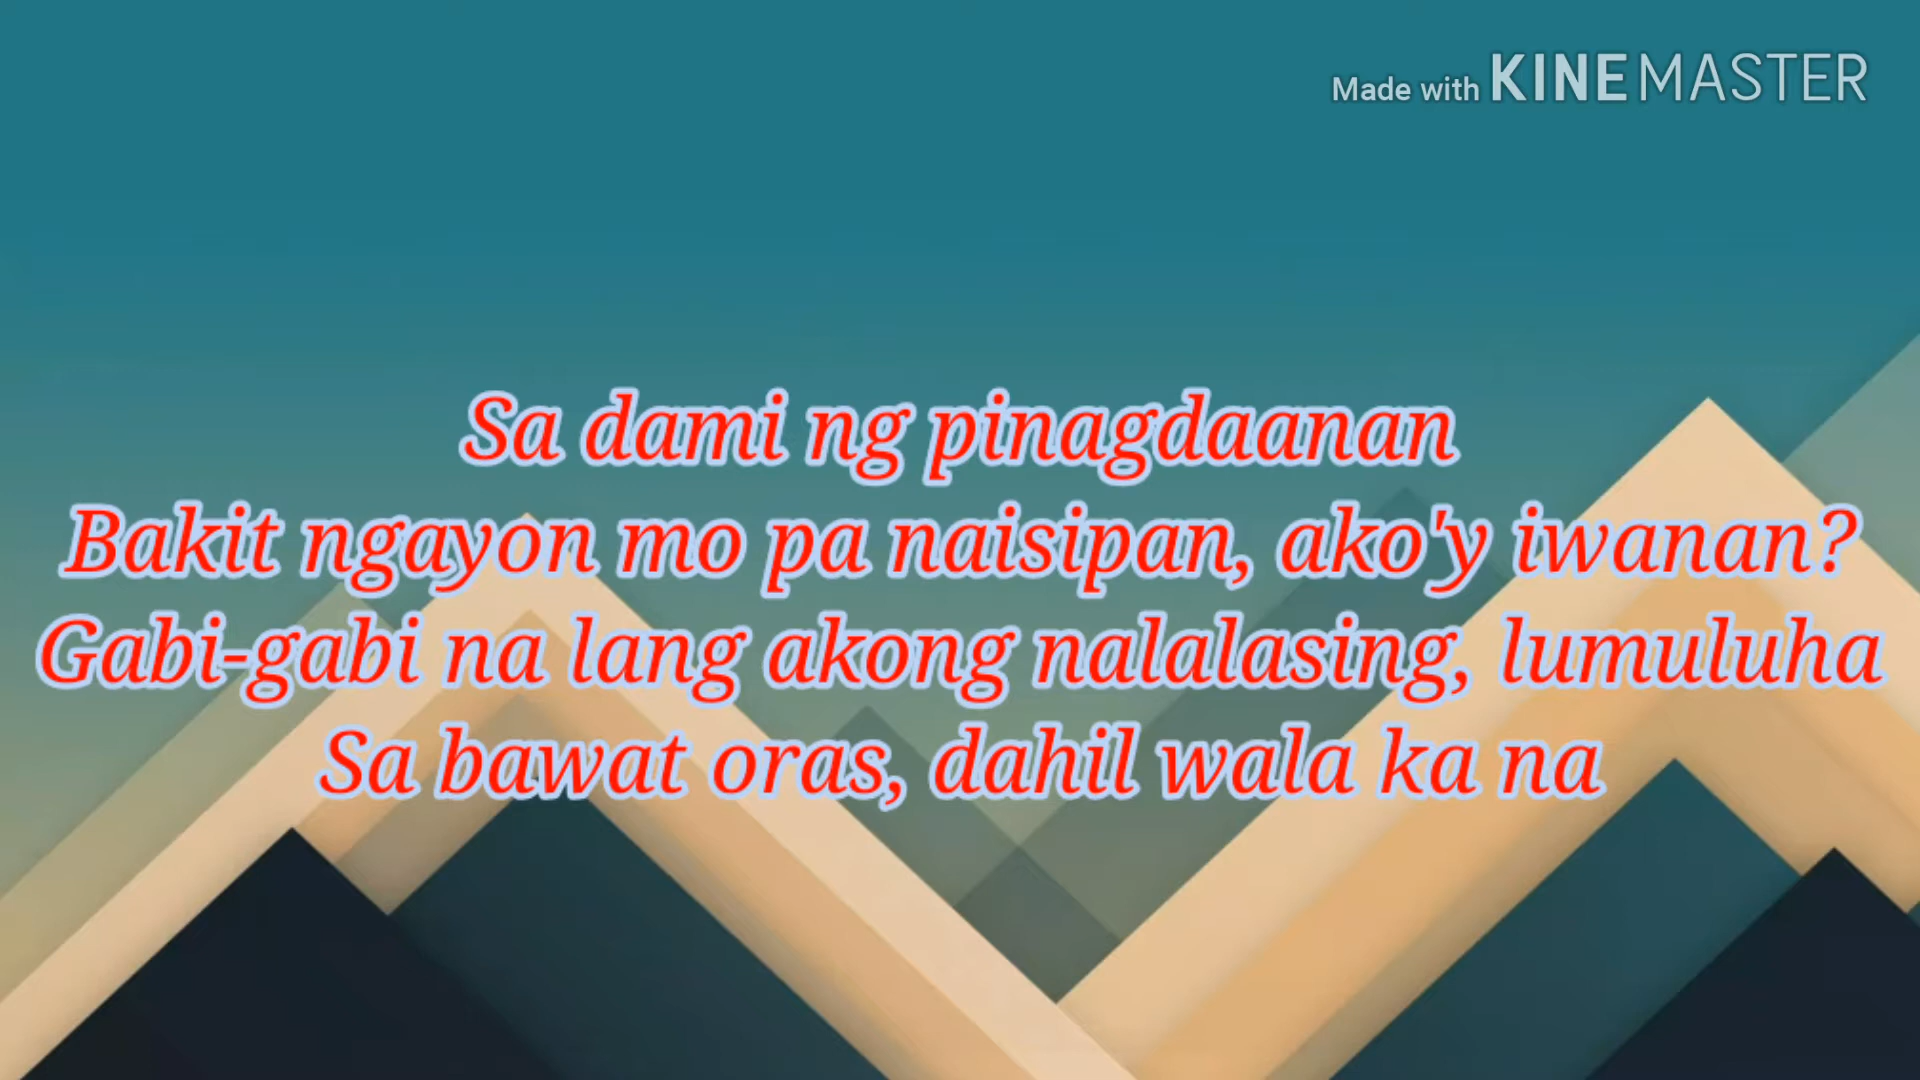 Made with KINEMASTER
Sa dami ng pinagdaanan
Bakit ngayon mo pa naisipan, ako'y iwanan?
Gabi-gabi na lang akong nalalasing, lumuluha
Sa bawat oras, dahil wala ka na